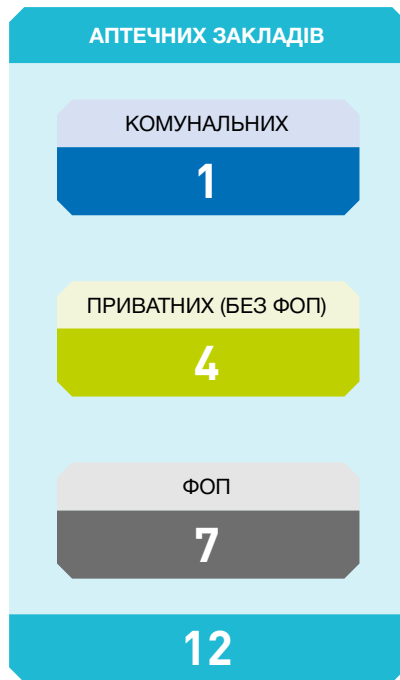 АПТЕЧНИХ ЗАКЛАДІВ
КОМУНАЛЬНИХ
1
ПРИВАТНИХ (БЕЗ ФОП)
4
ФОП
7
12